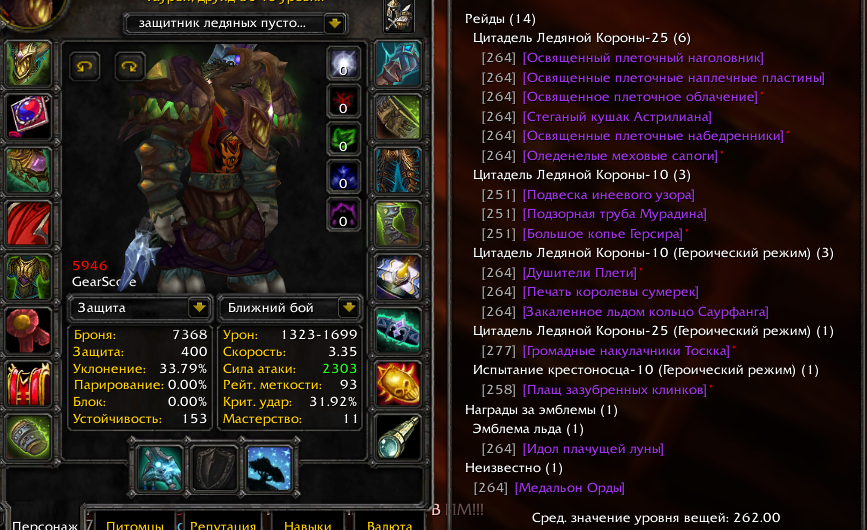 защитник ледяных пусто...
0
0
0
0
0
5946
GearScore
Защита
Ближний бой
Броня: 7368
Защита: 400
Уклонение: 33.79%
Парирование: 0.00%
Блок: 0.00%
Устойчивость: 153
Урон: 1323-1699
Скорость: 3.35
Сила атаки: 2303
Рейт. меткости: 93
Крит. удар: 31.92%
Мастерство: 11
Персонаж
Питомцы
Репутация
Навыки
Валюта
Рейды (14)
Цитадель Ледяной Короны-25 (6)
[264] [Освященный плеточный наголовник]
[264] [Освященные плеточные наплечные пластины]
[264] [Освященное плеточное облачение]*
[264] [Стеганый кушак Астрилиана]
[264] [Освященные плеточные набедренники]*
[264] [Оледенелые меховые сапоги]*
Цитадель Ледяной Короны-10 (3)
[251] [Подвеска инеевого узора]
[251] [Подзорная труба Мурадина]
[251] [Большое копье Герсира]*
Цитадель Ледяной Короны-10 (Героический режим) (3)
[264] [Душители Плети]*
[264] [Печать королевы сумерек]
[264] [Закаленное льдом кольцо Саурфанга]
Цитадель Ледяной Короны-25 (Героический режим) (1)
[277] [Громадные накулачники Тоскка]*
Испытание крестоносца-10 (Героический режим) (1)
[258] [Плащ зазубренных клинков]*
Награды за эмблемы (1)
Эмблема льда (1)
[264] [Идол плачущей луны]
Неизвестно (1)
[264] [Медальон Орды]
Сред. значение уровня вещей: 262.00